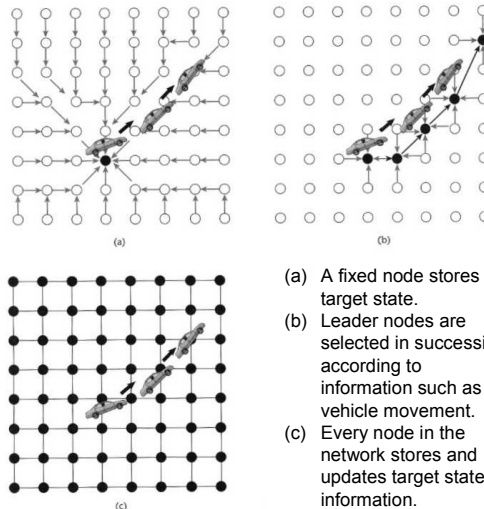 (a)
(b)
(c)
(a) A fixed node stores
target state.
(b) Leader nodes are
selected in successi
according to
information such as
vehicle movement.
(c) Every node in the
network stores and
updates target state
information.